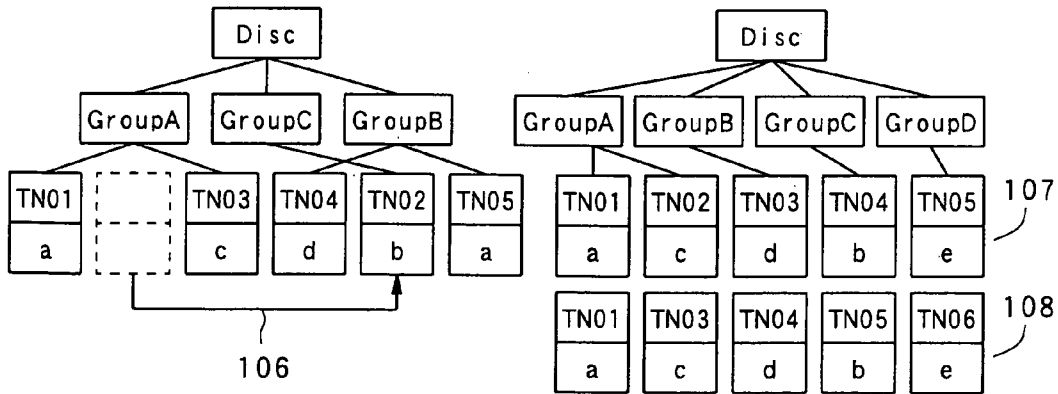 Disc
GroupA GroupC GroupB
TN01 TN03 TN04 TN02 TN05
a c d b a
106
Disc
GroupA GroupB GroupC GroupD
TN01 TN02 TN03 TN04 TN05
a c d b e
107
TN01 TN03 TN04 TN05 TN06
a c d b e
108